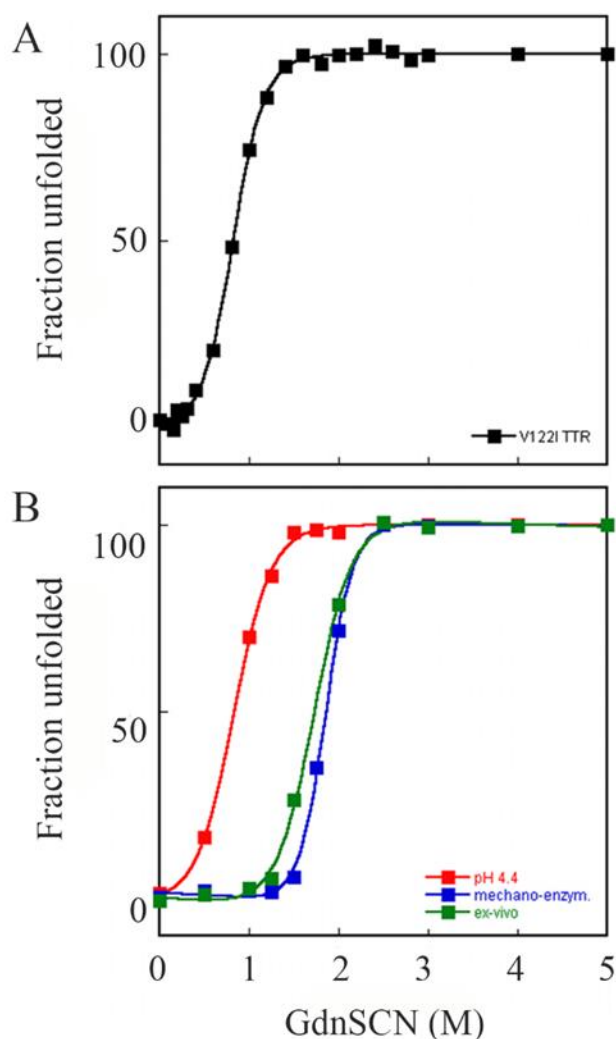 A
100
50
0
Fraction unfolded
V122I TTR
B
100
50
0
Fraction unfolded
pH 4.4
mechano-enzym.
ex-vivo
0 1 2 3 4 5
GdnSCN (M)